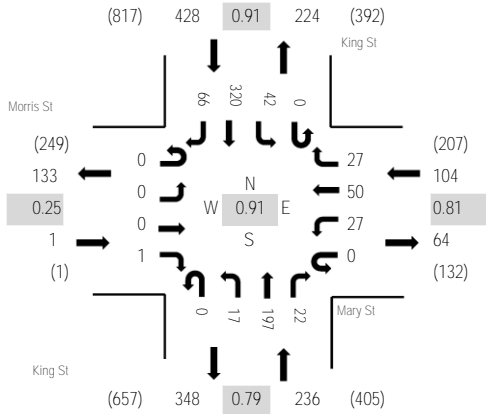 (817) 428 0.91 224 (392)
King St
66 320 42 0
Morris St
(249)
133
0.25
1
(1)
0
0
0
1
N
W 0.91 E
S
27
50
27
0
(207)
104
0.81
64
(132)
0 17 197 22
Mary St
King St
(657) 348 0.79 236 (405)